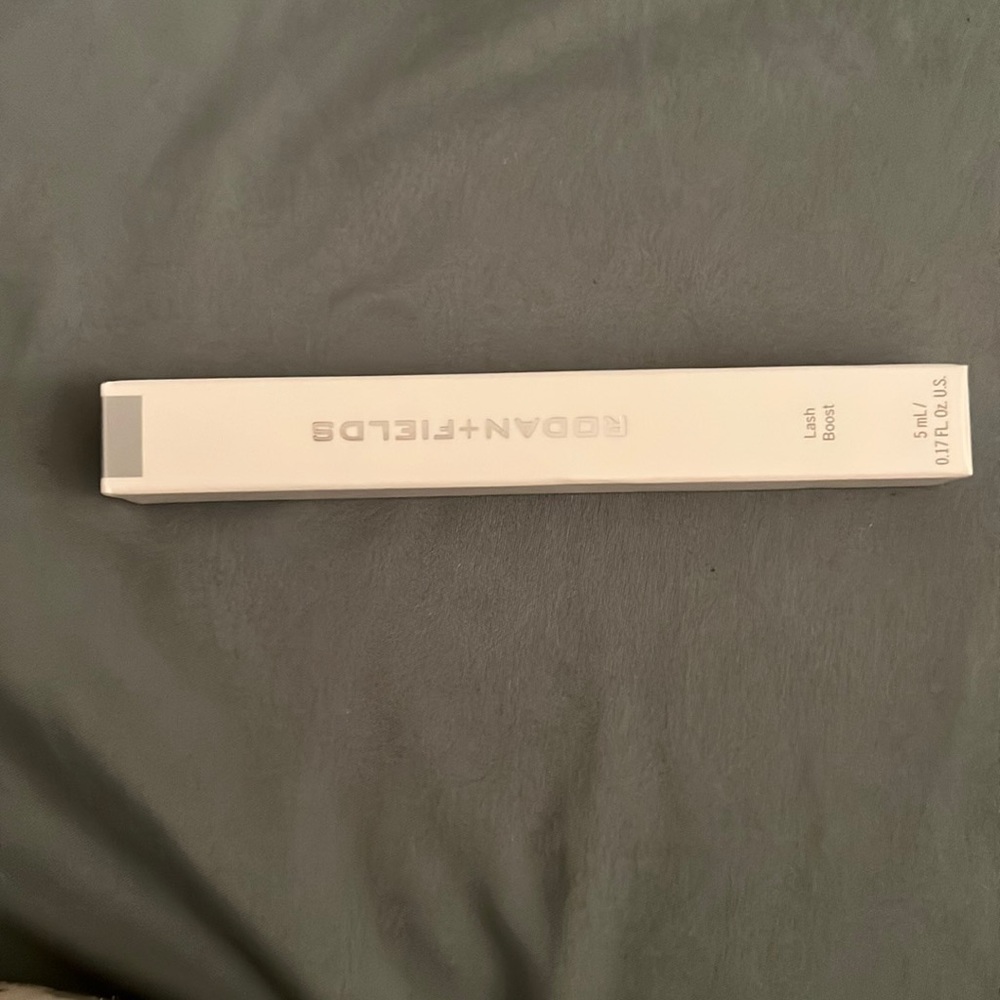 RODAN+FIELDS
Lash
Boost
5 mL/
0.17 FL. Oz. U.S.